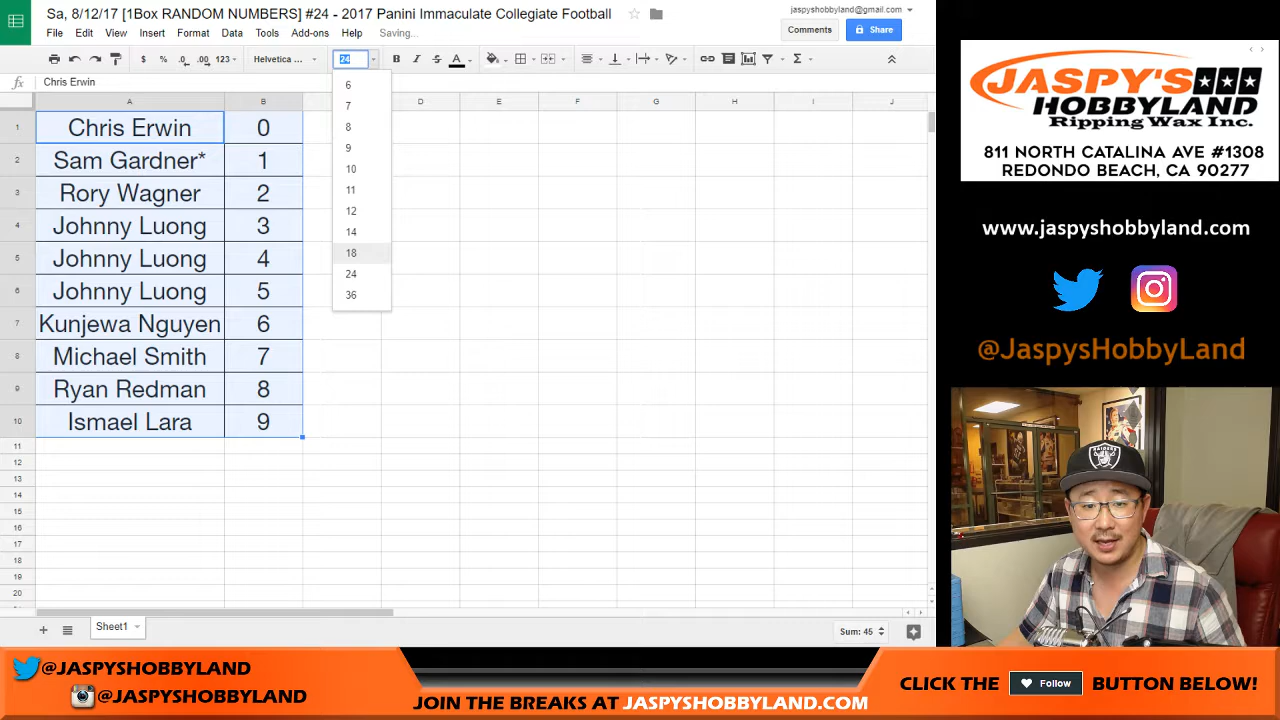 Sa, 8/12/17 [1Box RANDOM NUMBERS] #24 - 2017 Panini Immaculate Collegiate Football
jaspyshobbyland@gmail.com
File Edit View Insert Format Data Tools Add-ons Help Saving...
Comments
Share
$ % .0 .00 123 Helvetica ... 24 B I S A
fx Chris Erwin
A B D E F G H I J
1 Chris Erwin 0
2 Sam Gardner* 1
3 Rory Wagner 2
4 Johnny Luong 3
5 Johnny Luong 4
6 Johnny Luong 5
7 Kunjewa Nguyen 6
8 Michael Smith 7
9 Ryan Redman 8
10 Ismael Lara 9
11
12
13
14
15
16
17
18
19
20
6
7
8
9
10
11
12
14
18
24
36
Sheet1
Sum: 45
JASPY'S
HOBBYLAND
Ripping Wax Inc.
811 NORTH CATALINA AVE #1308
REDONDO BEACH, CA 90277
www.jaspyshobbyland.com
@JaspysHobbyLand
RAIDERS
@JASPYSHOBBYLAND
@JASPYSHOBBYLAND
JOIN THE BREAKS AT JASPYSHOBBYLAND.COM
CLICK THE Follow BUTTON BELOW!